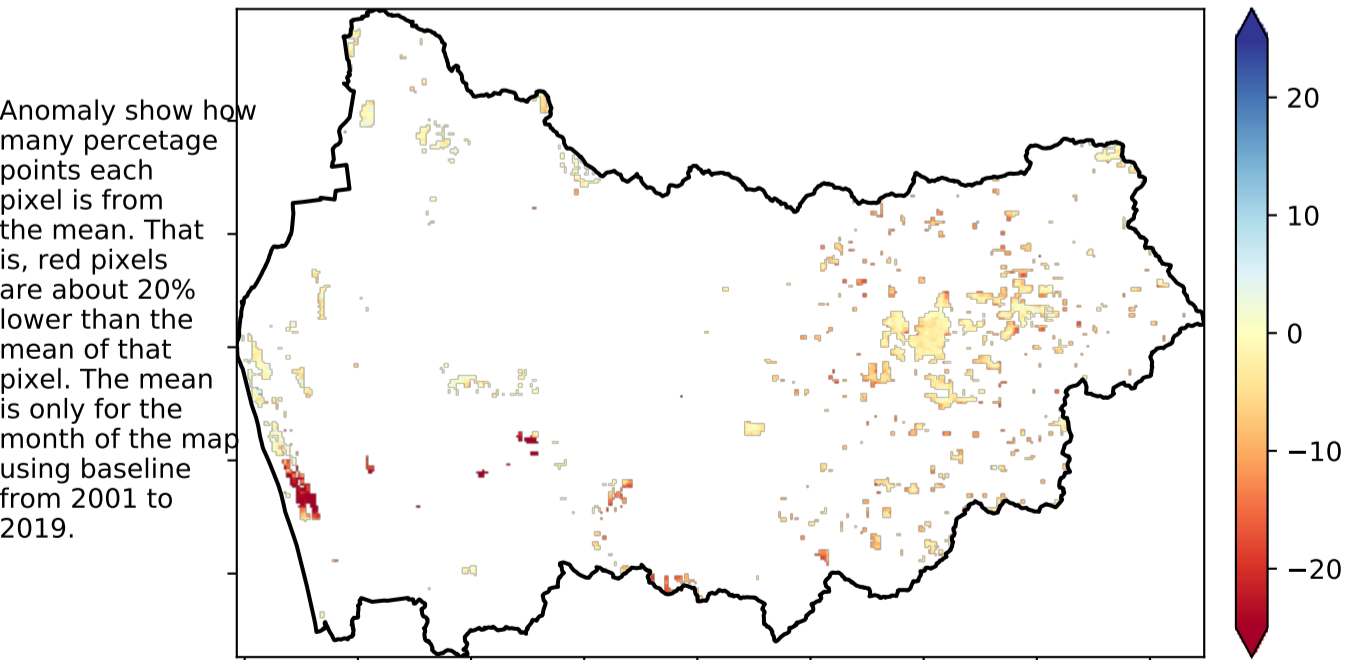 Anomaly show how
many percetage
points each
pixel is from
the mean. That
is, red pixels
are about 20%
lower than the
mean of that
pixel. The mean
is only for the
month of the map
using baseline
from 2001 to
2019.
20
10
0
−10
−20